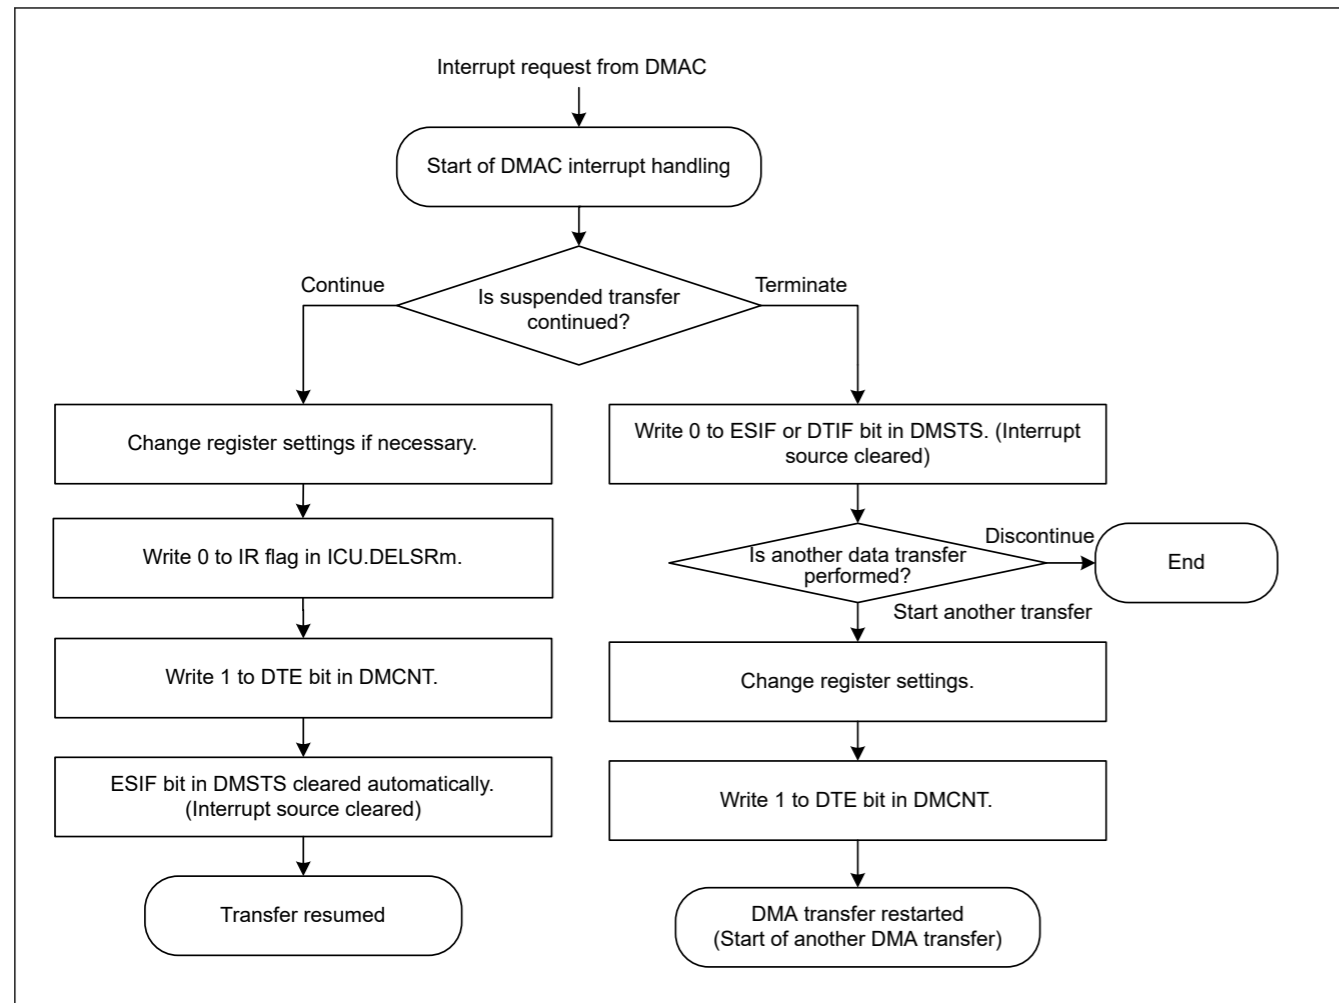 Interrupt request from DMAC
Start of DMAC interrupt handling
Is suspended transfer
continued?
Continue
Terminate
Change register settings if necessary.
Write 0 to IR flag in ICU.DELSRm.
Write 1 to DTE bit in DMCNT.
ESIF bit in DMSTS cleared automatically.
(Interrupt source cleared)
Transfer resumed
Write 0 to ESIF or DTIF bit in DMSTS. (Interrupt
source cleared)
Is another data transfer
performed?
Discontinue
End
Start another transfer
Change register settings.
Write 1 to DTE bit in DMCNT.
DMA transfer restarted
(Start of another DMA transfer)